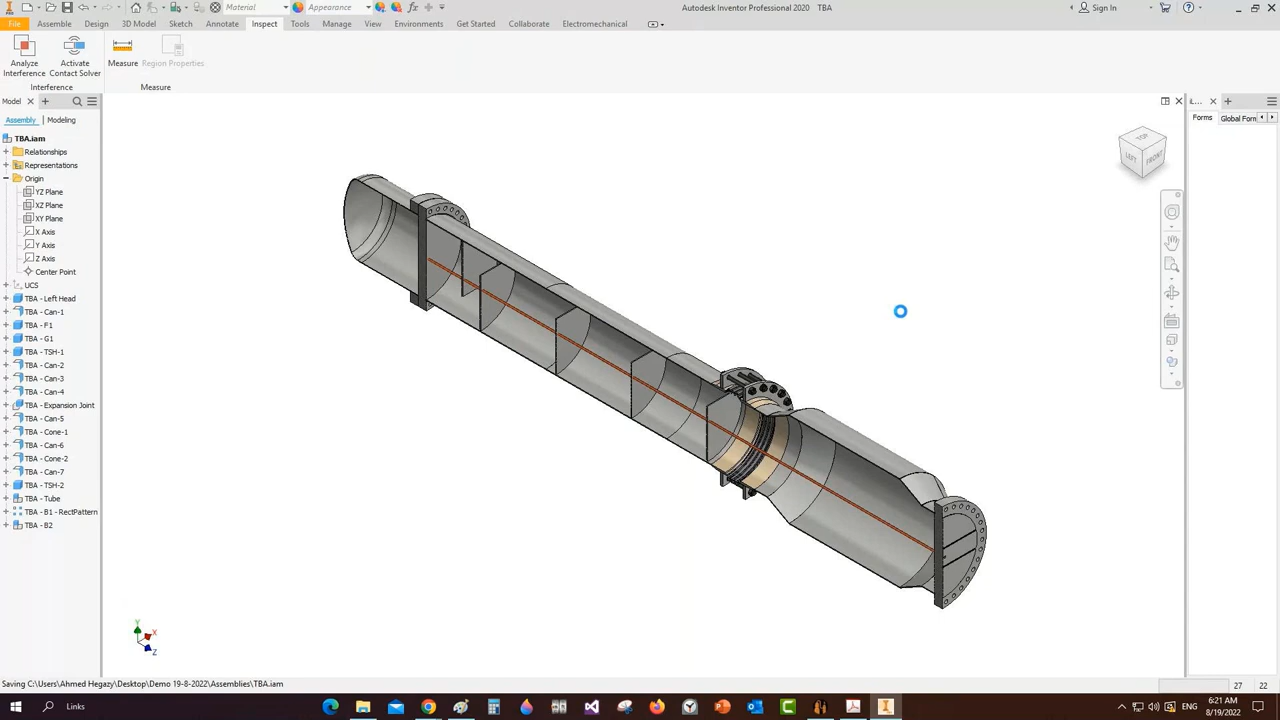 Material
Appearance
Autodesk Inventor Professional 2020 TBA
Sign In
File Assemble Design 3D Model Sketch Annotate Inspect Tools Manage View Environments Get Started Collaborate Electromechanical
Analyze Interference
Activate Contact Solver
Measure
Region Properties
Interference
Measure
Model
Assembly Modeling
TBA.iam
Relationships
Representations
Origin
YZ Plane
XZ Plane
XY Plane
X Axis
Y Axis
Z Axis
Center Point
UCS
TBA - Left Head
TBA - Can-1
TBA - F1
TBA - G1
TBA - TSH-1
TBA - Can-2
TBA - Can-3
TBA - Can-4
TBA - Expansion Joint
TBA - Can-5
TBA - Cone-1
TBA - Can-6
TBA - Cone-2
TBA - Can-7
TBA - TSH-2
TBA - Tube
TBA - B1 - RectPattern
TBA - B2
TOP
LEFT
FRONT
i...
Forms Global Forn
Y
X
Z
Saving C:\Users\Ahmed Hegazy\Desktop\Demo 19-8-2022\Assemblies\TBA.iam
27 22
Links
6:21 AM
8/19/2022